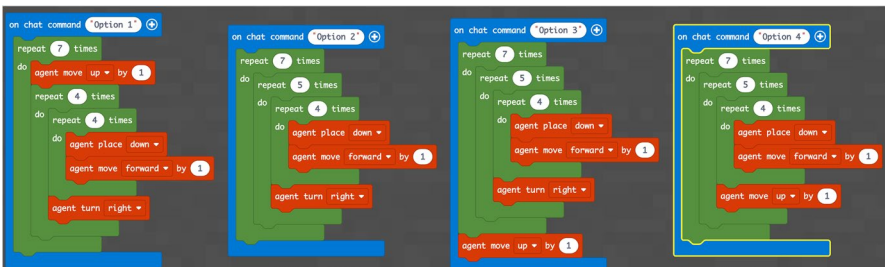 on chat command "Option 1"
repeat 7 times
do
agent move up by 1
repeat 4 times
do
repeat 4 times
do
agent place down
agent move forward by 1
agent turn right
on chat command "Option 2"
repeat 7 times
do
repeat 5 times
do
repeat 4 times
do
agent place down
agent move forward by 1
agent turn right
on chat command "Option 3"
repeat 7 times
do
repeat 5 times
do
repeat 4 times
do
agent place down
agent move forward by 1
agent turn right
agent move up by 1
on chat command "Option 4"
repeat 7 times
do
repeat 5 times
do
repeat 4 times
do
agent place down
agent move forward by 1
agent move up by 1